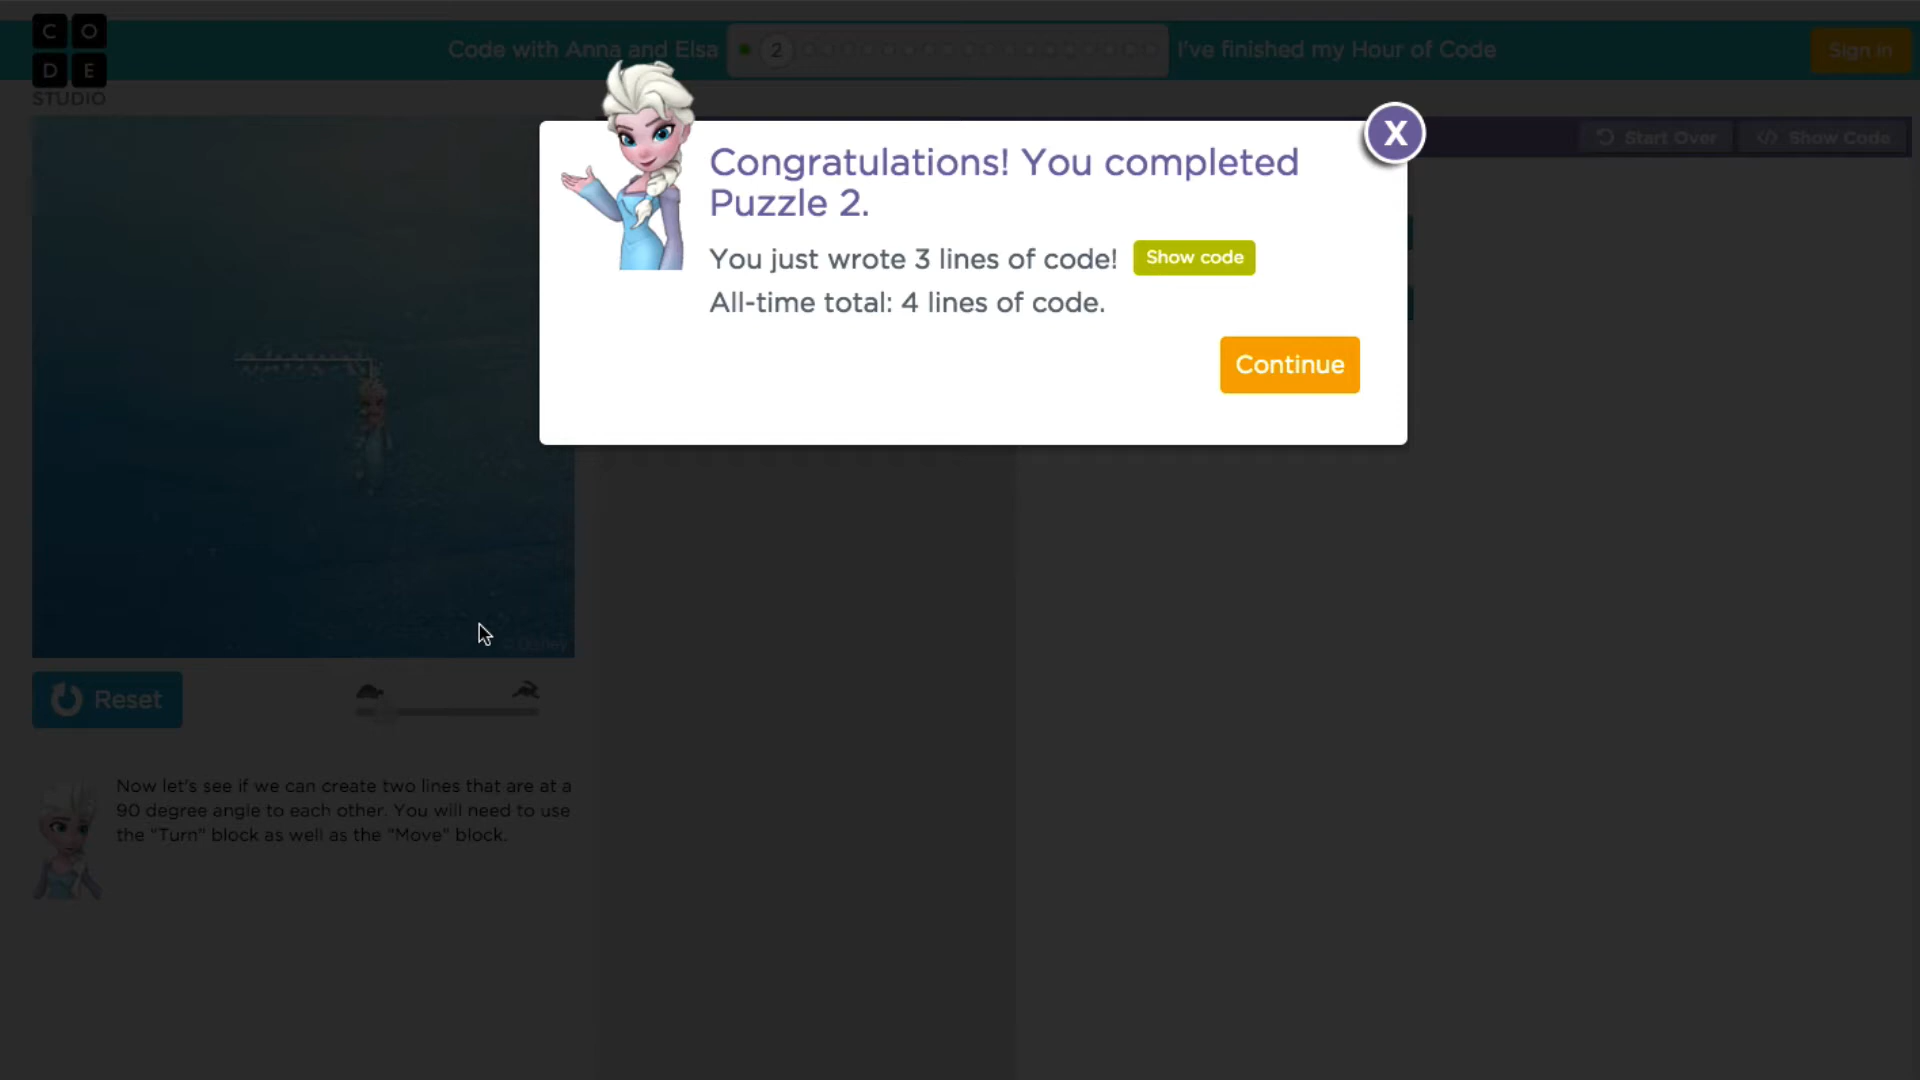 C O
D E
STUDIO
Code with Anna and Elsa
2
I've finished my Hour of Code
Sign in
Start Over
Show Code
X
Congratulations! You completed
Puzzle 2.
You just wrote 3 lines of code!
Show code
All-time total: 4 lines of code.
Continue
© Disney
Reset
Now let's see if we can create two lines that are at a
90 degree angle to each other. You will need to use
the "Turn" block as well as the "Move" block.